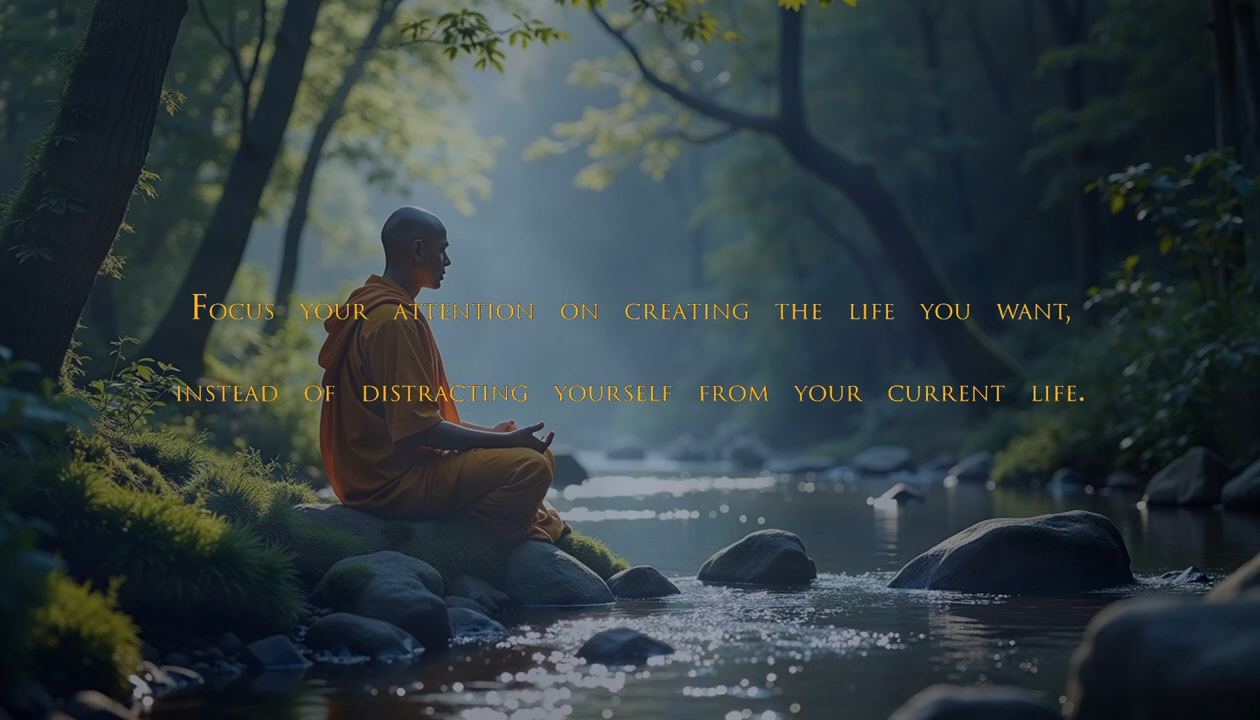 Focus your attention on creating the life you want,
instead of distracting yourself from your current life.